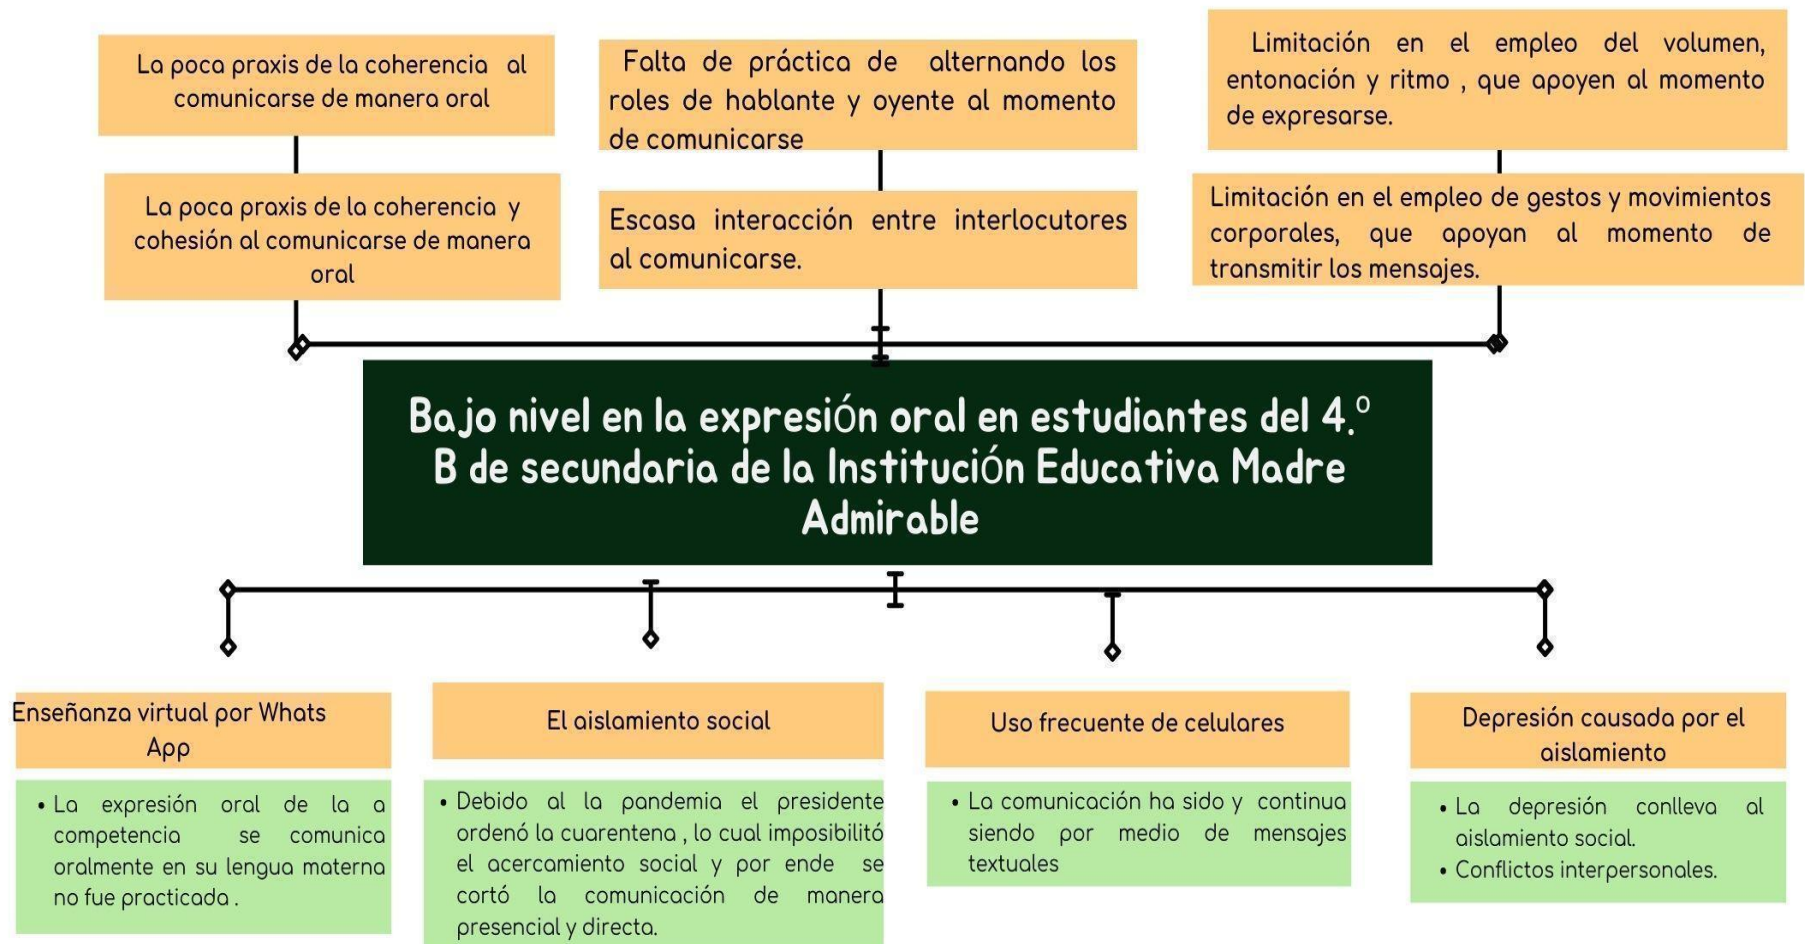 La poca praxis de la coherencia al
comunicarse de manera oral
Falta de práctica de alternando los
roles de hablante y oyente al momento
de comunicarse
Limitación en el empleo del volumen,
entonación y ritmo , que apoyen al momento
de expresarse.
La poca praxis de la coherencia y
cohesión al comunicarse de manera
oral
Escasa interacción entre interlocutores
al comunicarse.
Limitación en el empleo de gestos y movimientos
corporales, que apoyan al momento de
transmitir los mensajes.
Bajo nivel en la expresión oral en estudiantes del 4.º
B de secundaria de la Institución Educativa Madre
Admirable
Enseñanza virtual por Whats
App
• La expresión oral de la a
competencia se comunica
oralmente en su lengua materna
no fue practicada .
El aislamiento social
• Debido al la pandemia el presidente
ordenó la cuarentena , lo cual imposibilitó
el acercamiento social y por ende se
cortó la comunicación de manera
presencial y directa.
Uso frecuente de celulares
• La comunicación ha sido y continua
siendo por medio de mensajes
textuales
Depresión causada por el
aislamiento
• La depresión conlleva al
aislamiento social.
• Conflictos interpersonales.